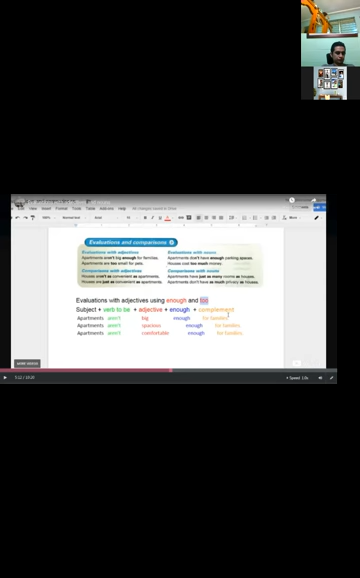 Insert Format Tools
Evaluations and comparisons
Evaluations with adjectives
Apartments aren't big enough for families.
Apartments are too small for pets.
Evaluations with nouns
Apartments don't have enough parking spaces.
Houses cost too much money.
Comparisons with adjectives
Houses aren't as convenient as apartments.
Houses are just as convenient as apartments.
Comparisons with nouns
Apartments have just as many rooms as houses.
Apartments don't have as much privacy as houses.
Evaluations with adjectives using enough and too
Subject + verb to be + adjective + enough + complement
Apartments aren't big enough for families.
Apartments aren't spacious enough for families.
Apartments aren't comfortable enough for families.